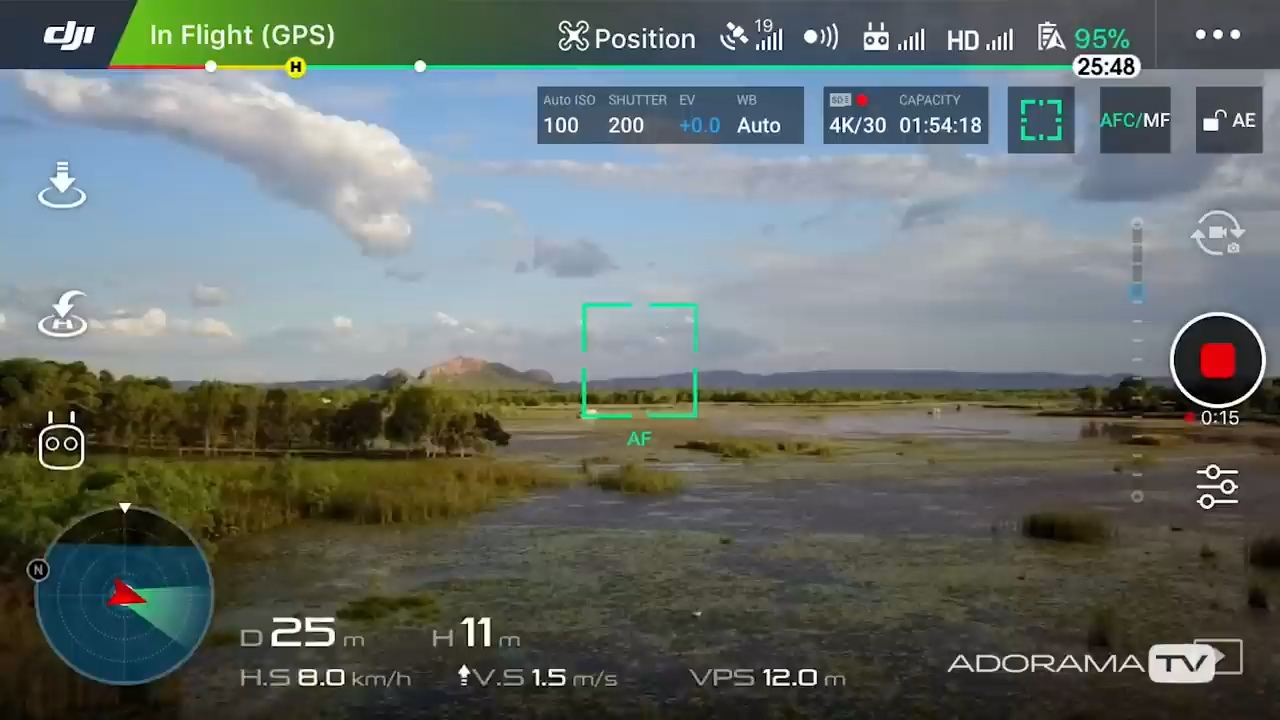 dji
In Flight (GPS)
Position
19
HD
95%
H
25:48
Auto ISO SHUTTER EV WB
100 200 +0.0 Auto
CAPACITY
4K/30 01:54:18
AFC/MF
AE
AF
0:15
N
D 25 m
H 11 m
H.S 8.0 km/h
V.S 1.5 m/s
VPS 12.0 m
ADORAMA TV